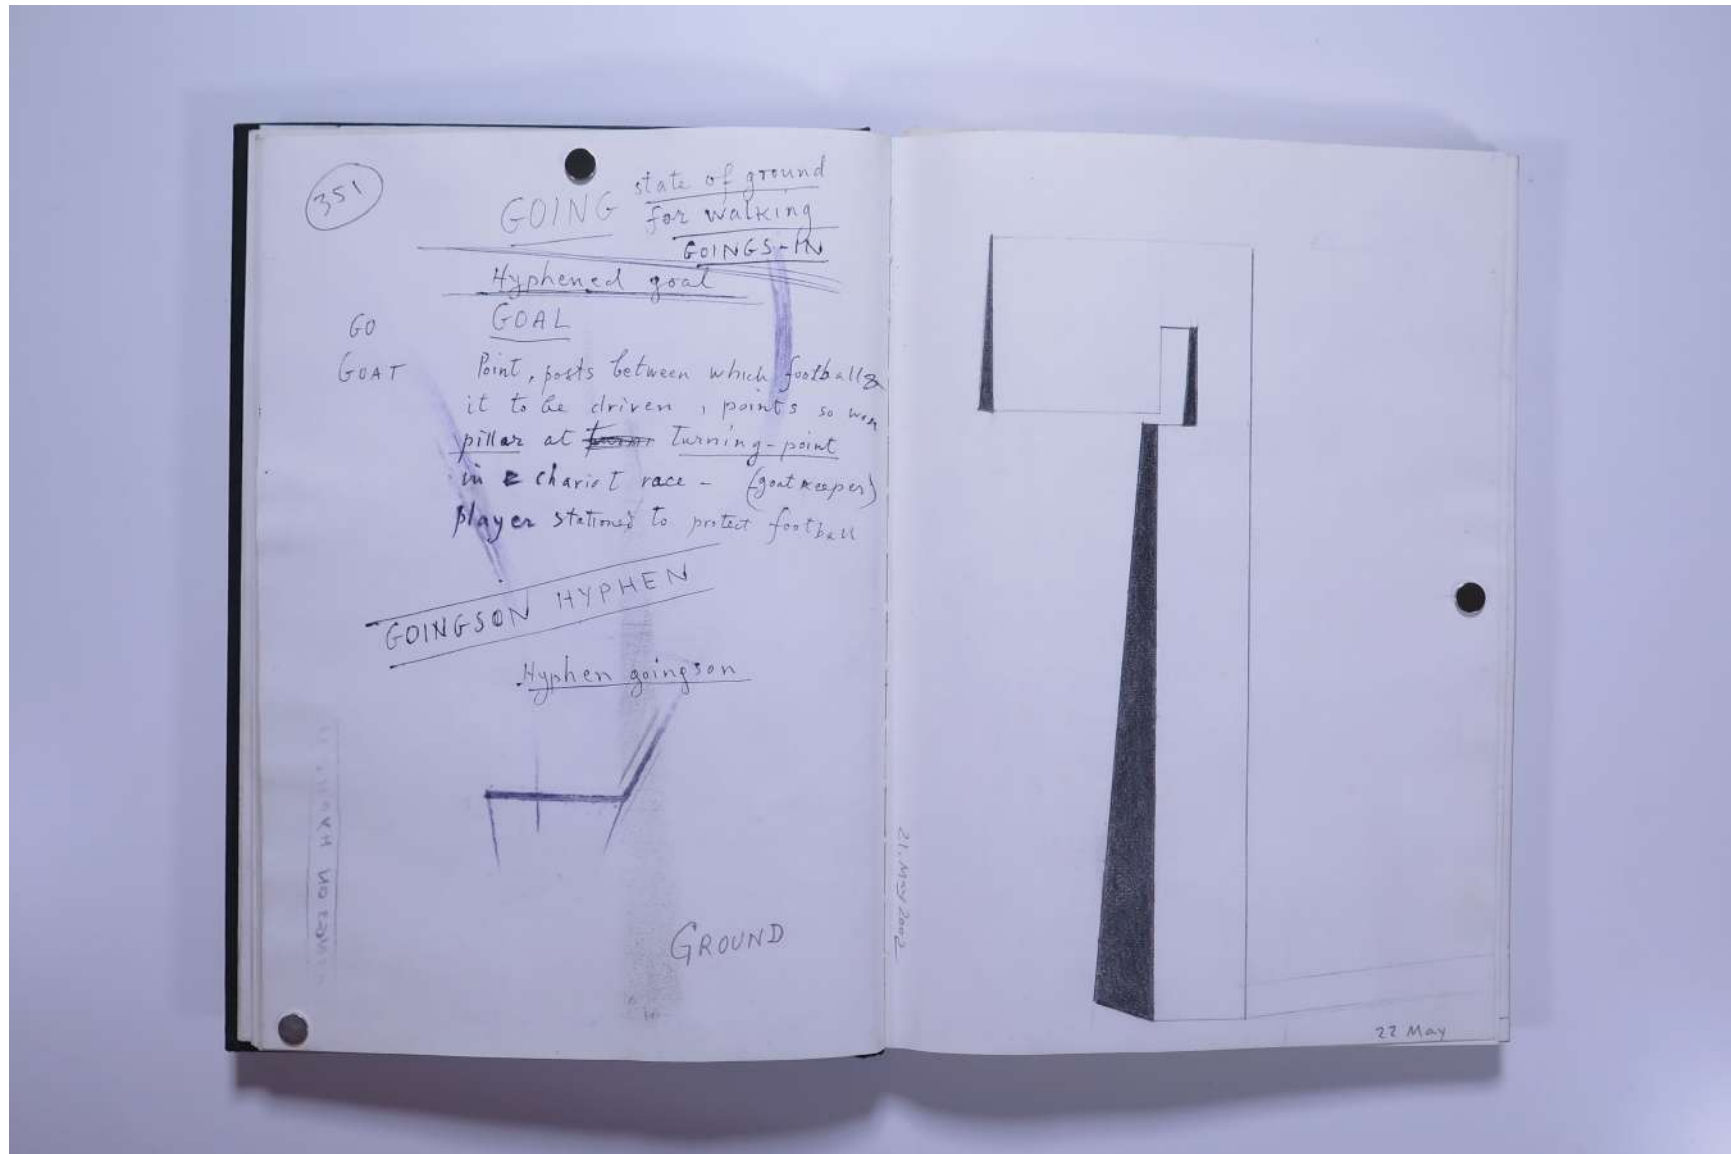 351
GOING state of ground
for walking
GOINGS-IN
Hyphened goal
GO GOAL
GOAT Point, posts between which football
it to be driven, points so won
pillar at turning-point
in chariot race - (goat keeper)
player stationed to protect football
GOINGSON HYPHEN
Hyphen goingson
GROUND
21. May 2002
22 May